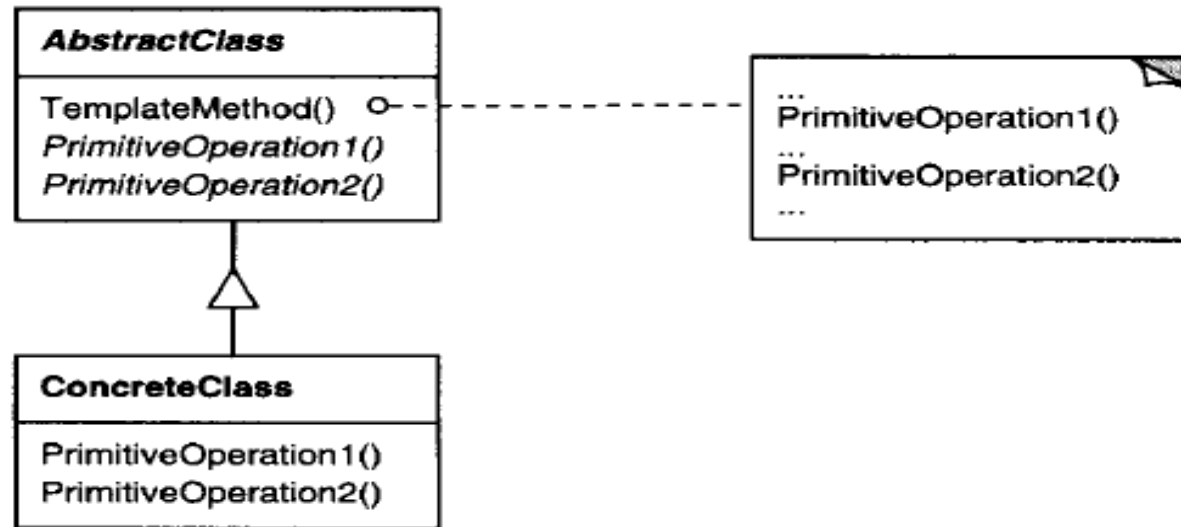 AbstractClass
TemplateMethod()
PrimitiveOperation1()
PrimitiveOperation2()
...
PrimitiveOperation1()
...
PrimitiveOperation2()
...
ConcreteClass
PrimitiveOperation1()
PrimitiveOperation2()